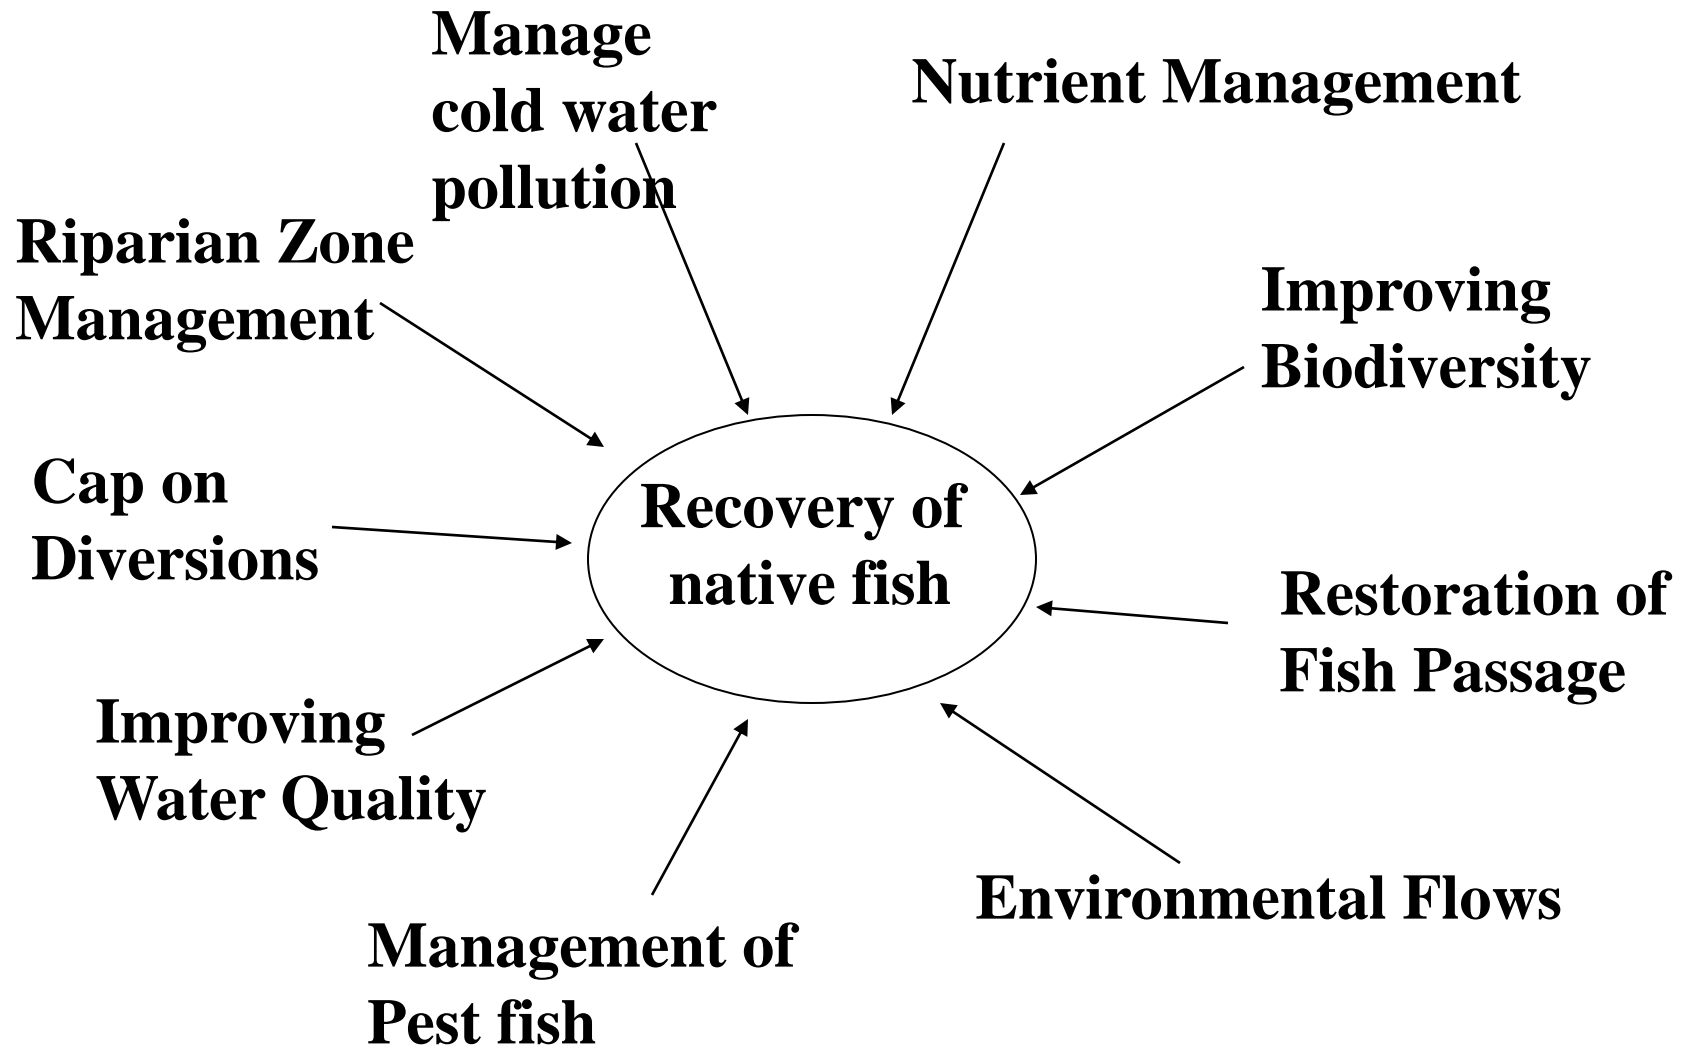 Manage
cold water
pollution
Nutrient Management
Riparian Zone
Management
Improving
Biodiversity
Cap on
Diversions
Recovery of
native fish
Restoration of
Fish Passage
Improving
Water Quality
Environmental Flows
Management of
Pest fish